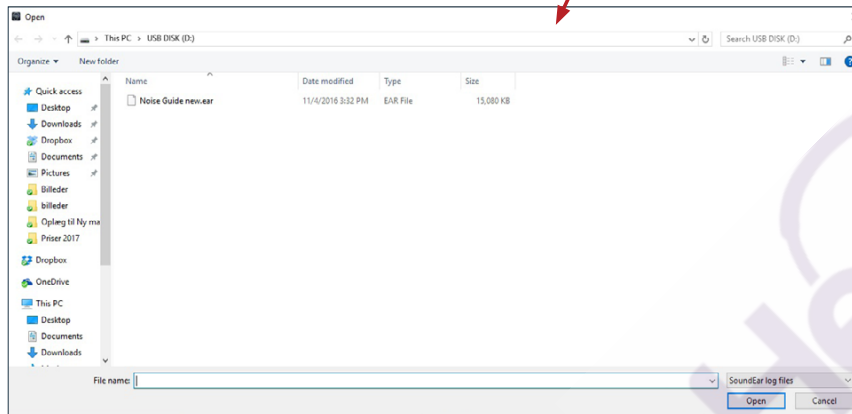 Open
This PC > USB DISK (D:)
Search USB DISK (D:)
Organize
New folder
Name
Date modified
Type
Size
Noise Guide new.ear
11/4/2016 3:32 PM
EAR File
15,080 KB
Quick access
Desktop
Downloads
Dropbox
Documents
Pictures
Billeder
billeder
Oplæg til Ny ma
Priser 2017
Dropbox
OneDrive
This PC
Desktop
Documents
Downloads
File name:
SoundEar log files
Open
Cancel